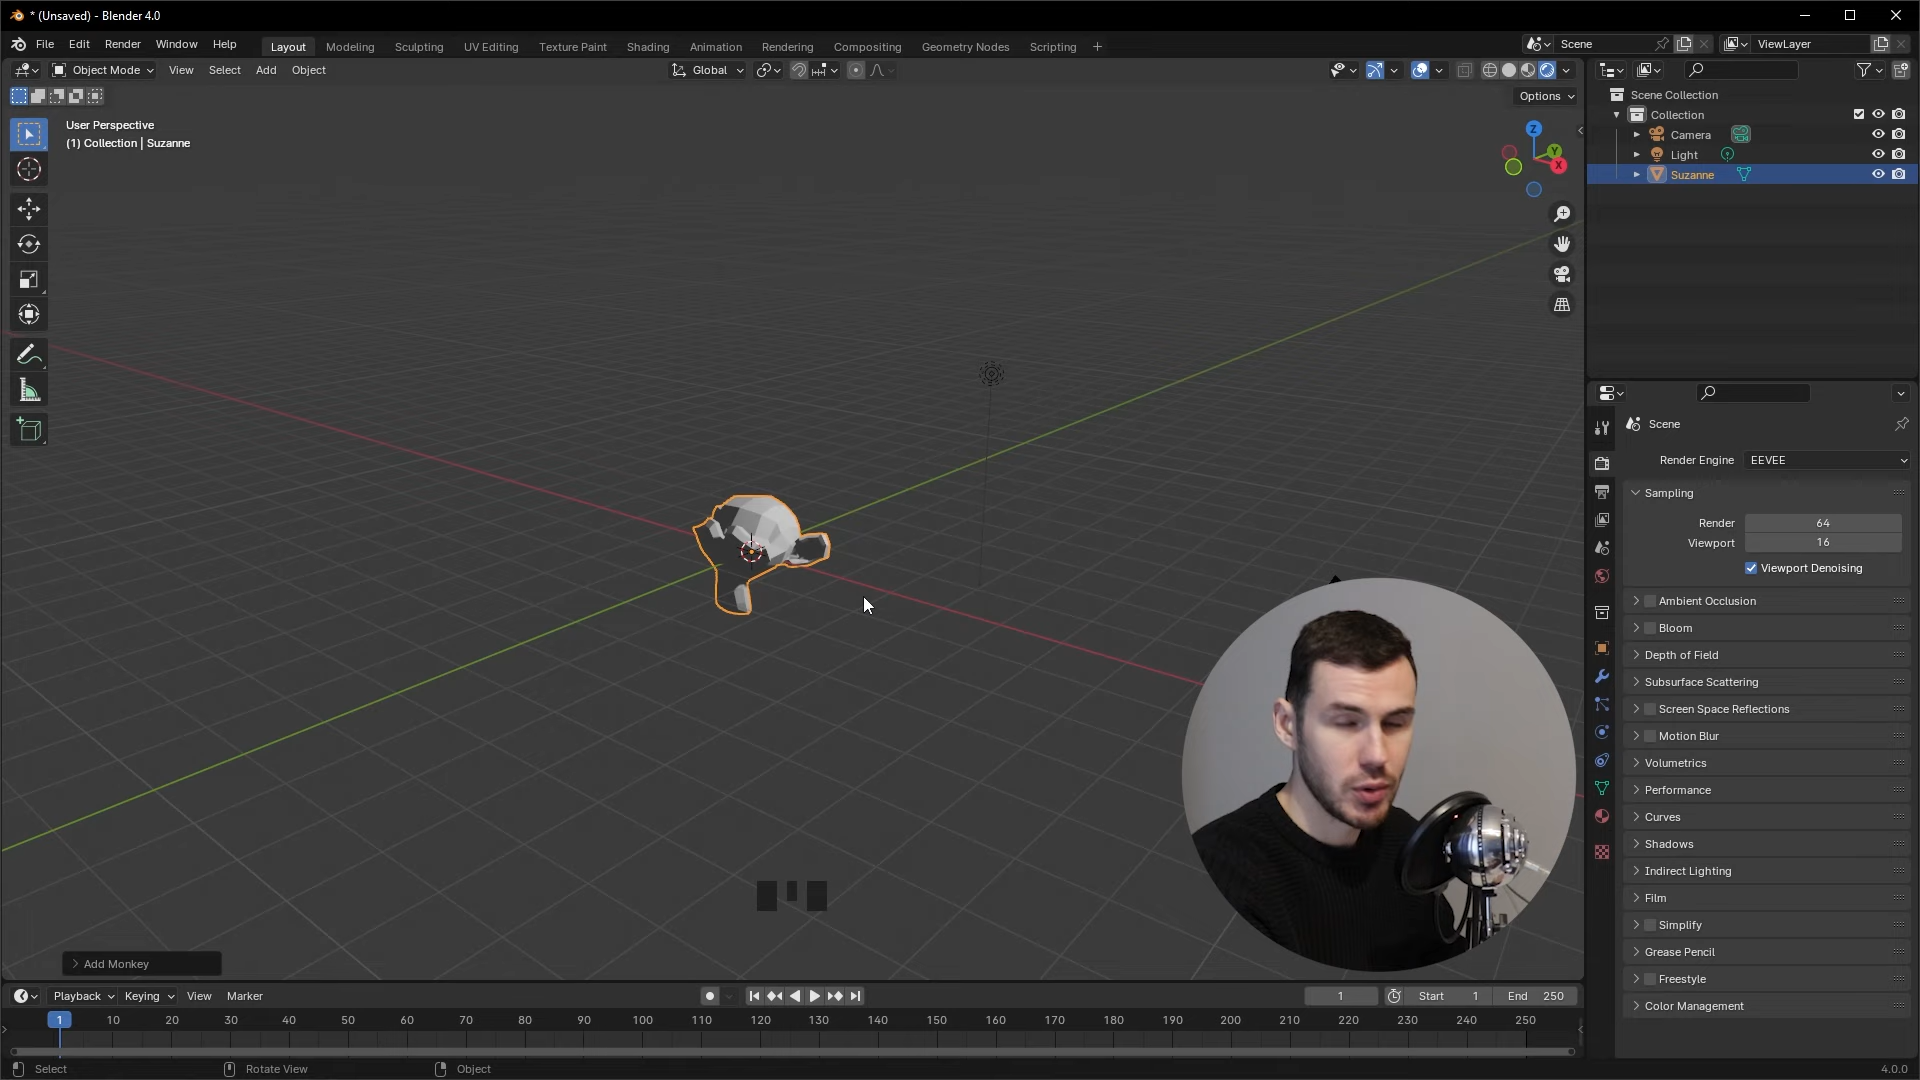 * (Unsaved) - Blender 4.0
File Edit Render Window Help
Layout Modeling Sculpting UV Editing Texture Paint Shading Animation Rendering Compositing Geometry Nodes Scripting +
Scene
ViewLayer
Object Mode View Select Add Object
Global
Options
User Perspective
(1) Collection | Suzanne
Z
Y
X
Scene Collection
Collection
Camera
Light
Suzanne
Scene
Render Engine EEVEE
Sampling
Render 64
Viewport 16
Viewport Denoising
Ambient Occlusion
Bloom
Depth of Field
Subsurface Scattering
Screen Space Reflections
Motion Blur
Volumetrics
Performance
Curves
Shadows
Indirect Lighting
Film
Simplify
Grease Pencil
Freestyle
Color Management
Add Monkey
Playback Keying View Marker
1 Start 1 End 250
1 10 20 30 40 50 60 70 80 90 100 110 120 130 140 150 160 170 180 190 200 210 220 230 240 250
Select Rotate View Object 4.0.0